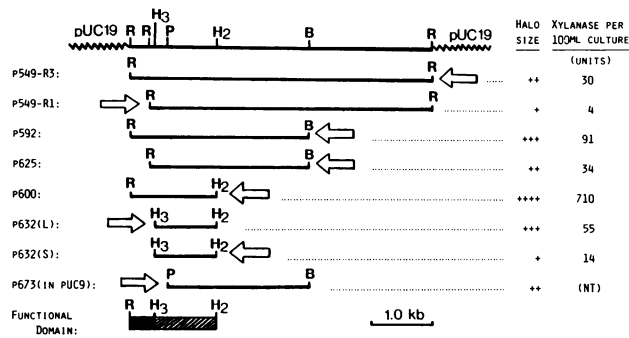 HALO SIZE
XYLANASE PER 100ML CULTURE
(UNITS)
pUC19 R R H3 P H2 B R pUC19
P549-R3: R R ++ 30
P549-R1: R R + 4
P592: R B +++ 91
P625: R B ++ 34
P600: R H2 ++++ 710
P632(L): H3 H2 +++ 55
P632(S): H3 H2 + 14
P673(IN PUC9): P B ++ (NT)
FUNCTIONAL DOMAIN: R H3 H2
1.0 kb